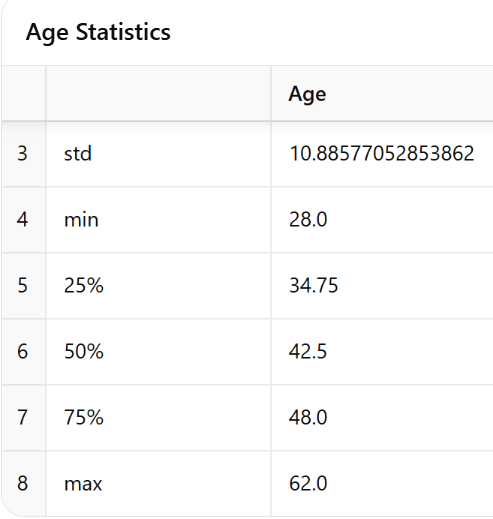 Age Statistics
Age
3 std 10.88577052853862
4 min 28.0
5 25% 34.75
6 50% 42.5
7 75% 48.0
8 max 62.0